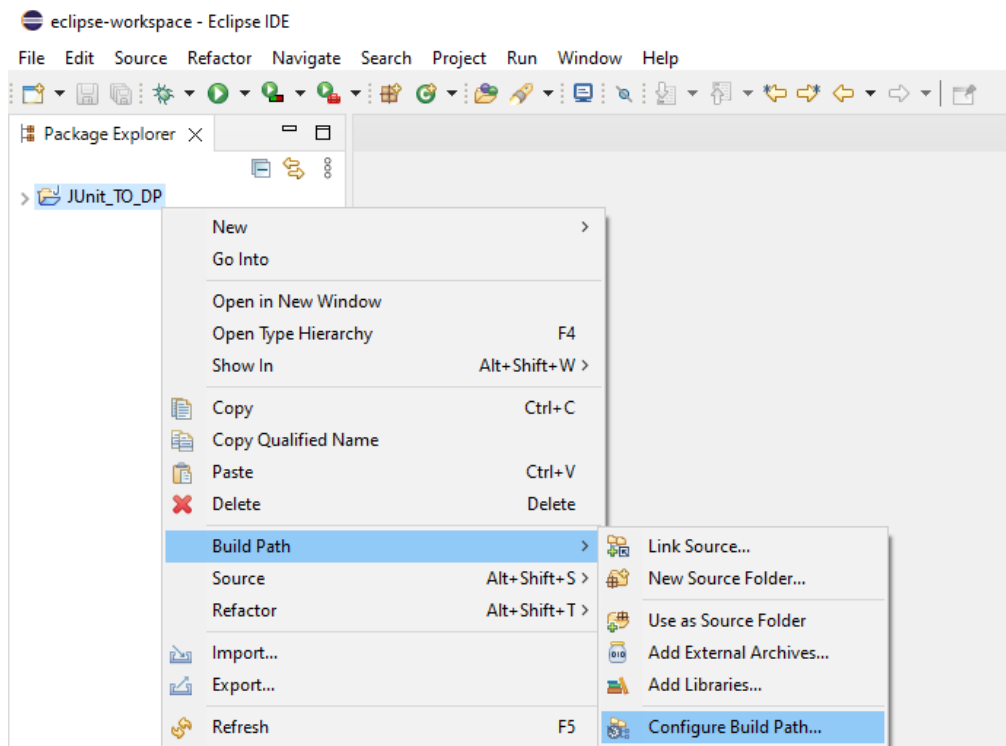 eclipse-workspace - Eclipse IDE
File Edit Source Refactor Navigate Search Project Run Window Help
Package Explorer
JUnit_TO_DP
New
Go Into
Open in New Window
Open Type Hierarchy F4
Show In Alt+Shift+W >
Copy Ctrl+C
Copy Qualified Name
Paste Ctrl+V
Delete Delete
Build Path
Link Source...
Source Alt+Shift+S >
New Source Folder...
Refactor Alt+Shift+T >
Use as Source Folder
Import...
Add External Archives...
Export...
Add Libraries...
Refresh F5
Configure Build Path...